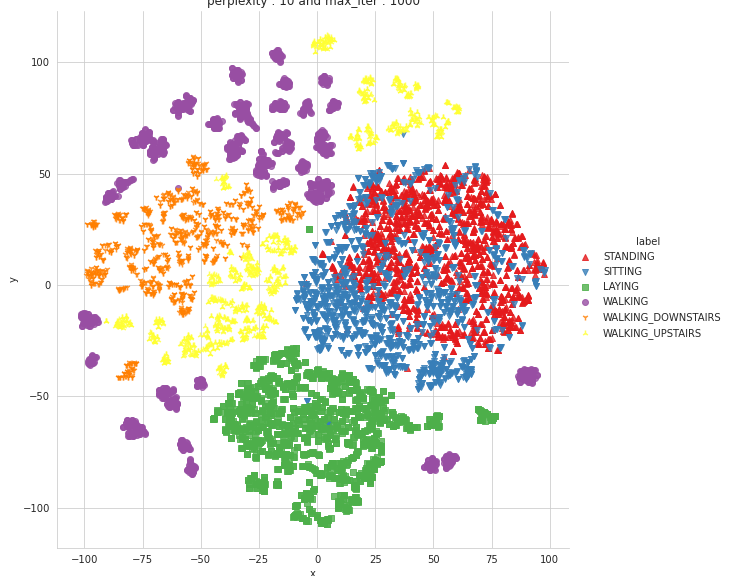 perplexity : 10 and max_iter : 1000
100
50
0
−50
−100
y
−100
−75
−50
−25
0
25
50
75
100
x
label
STANDING
SITTING
LAYING
WALKING
WALKING_DOWNSTAIRS
WALKING_UPSTAIRS